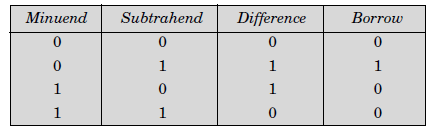 Minuend Subtrahend Difference Borrow
0 0 0 0
0 1 1 1
1 0 1 0
1 1 0 0